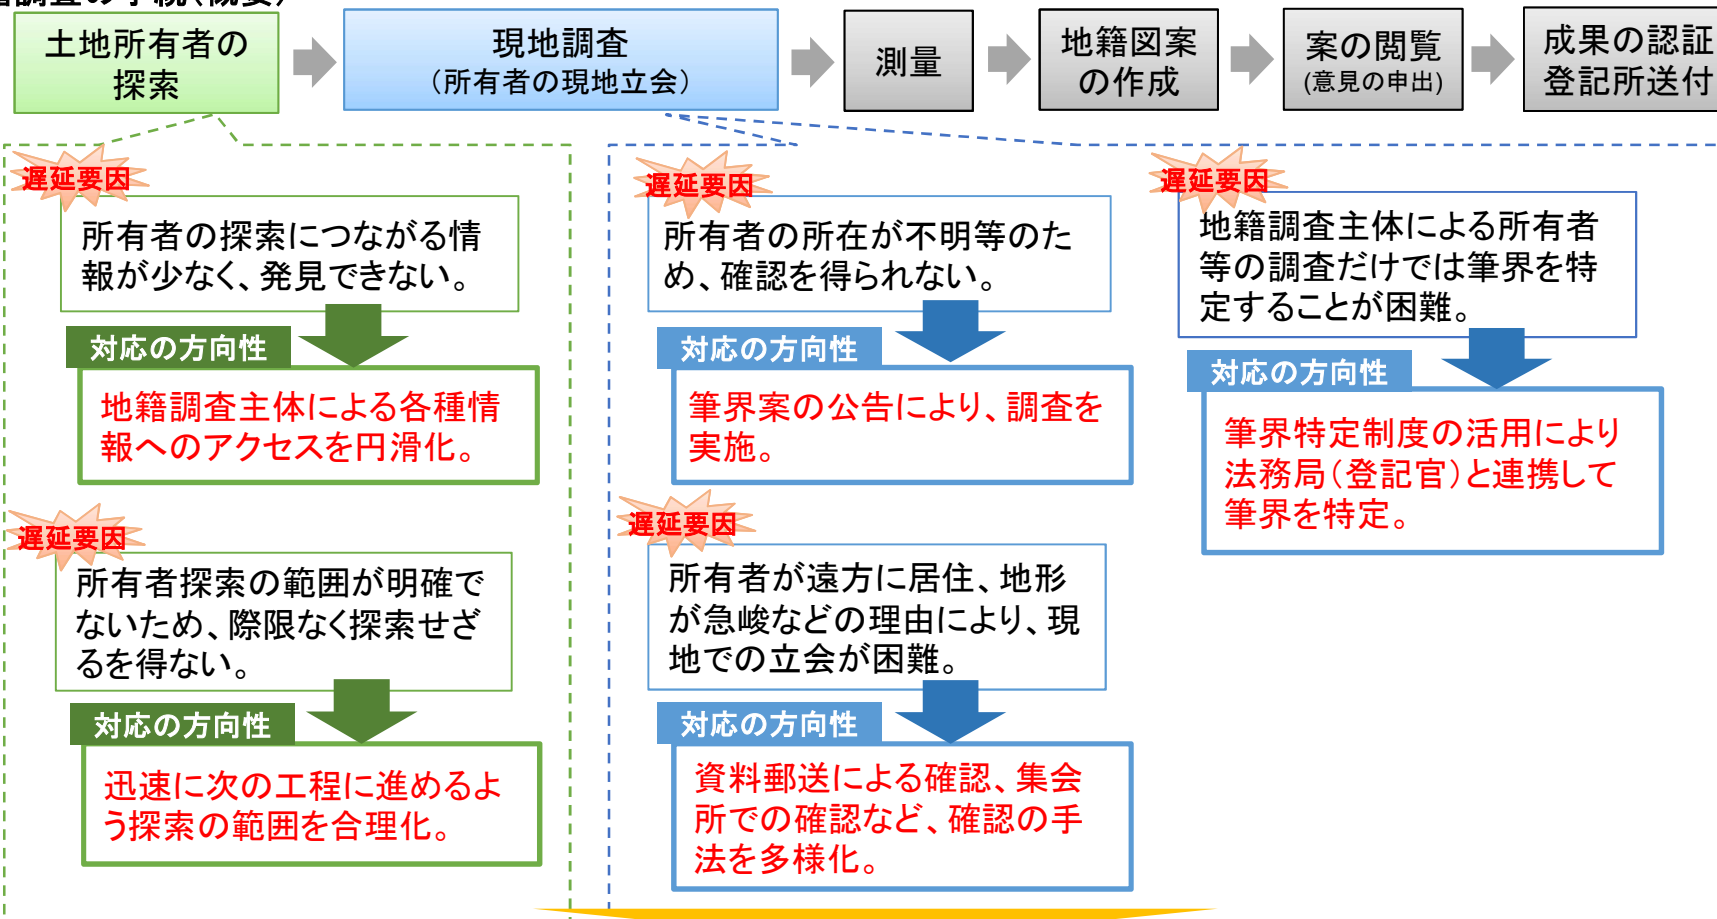 調査の手続(概要)
土地所有者の
探索
現地調査
(所有者の現地立会)
測量
地籍図案
の作成
案の閲覧
(意見の申出)
成果の認証
登記所送付
遅延要因
所有者の探索につながる情
報が少なく、発見できない。
対応の方向性
地籍調査主体による各種情
報へのアクセスを円滑化。
遅延要因
所有者探索の範囲が明確で
ないため、際限なく探索せざ
るを得ない。
対応の方向性
迅速に次の工程に進めるよ
う探索の範囲を合理化。
遅延要因
所有者の所在が不明等のた
め、確認を得られない。
対応の方向性
筆界案の公告により、調査を
実施。
遅延要因
所有者が遠方に居住、地形
が急峻などの理由により、現
地での立会が困難。
対応の方向性
資料郵送による確認、集会
所での確認など、確認の手
法を多様化。
遅延要因
地籍調査主体による所有者
等の調査だけでは筆界を特
定することが困難。
対応の方向性
筆界特定制度の活用により
法務局(登記官)と連携して
筆界を特定。